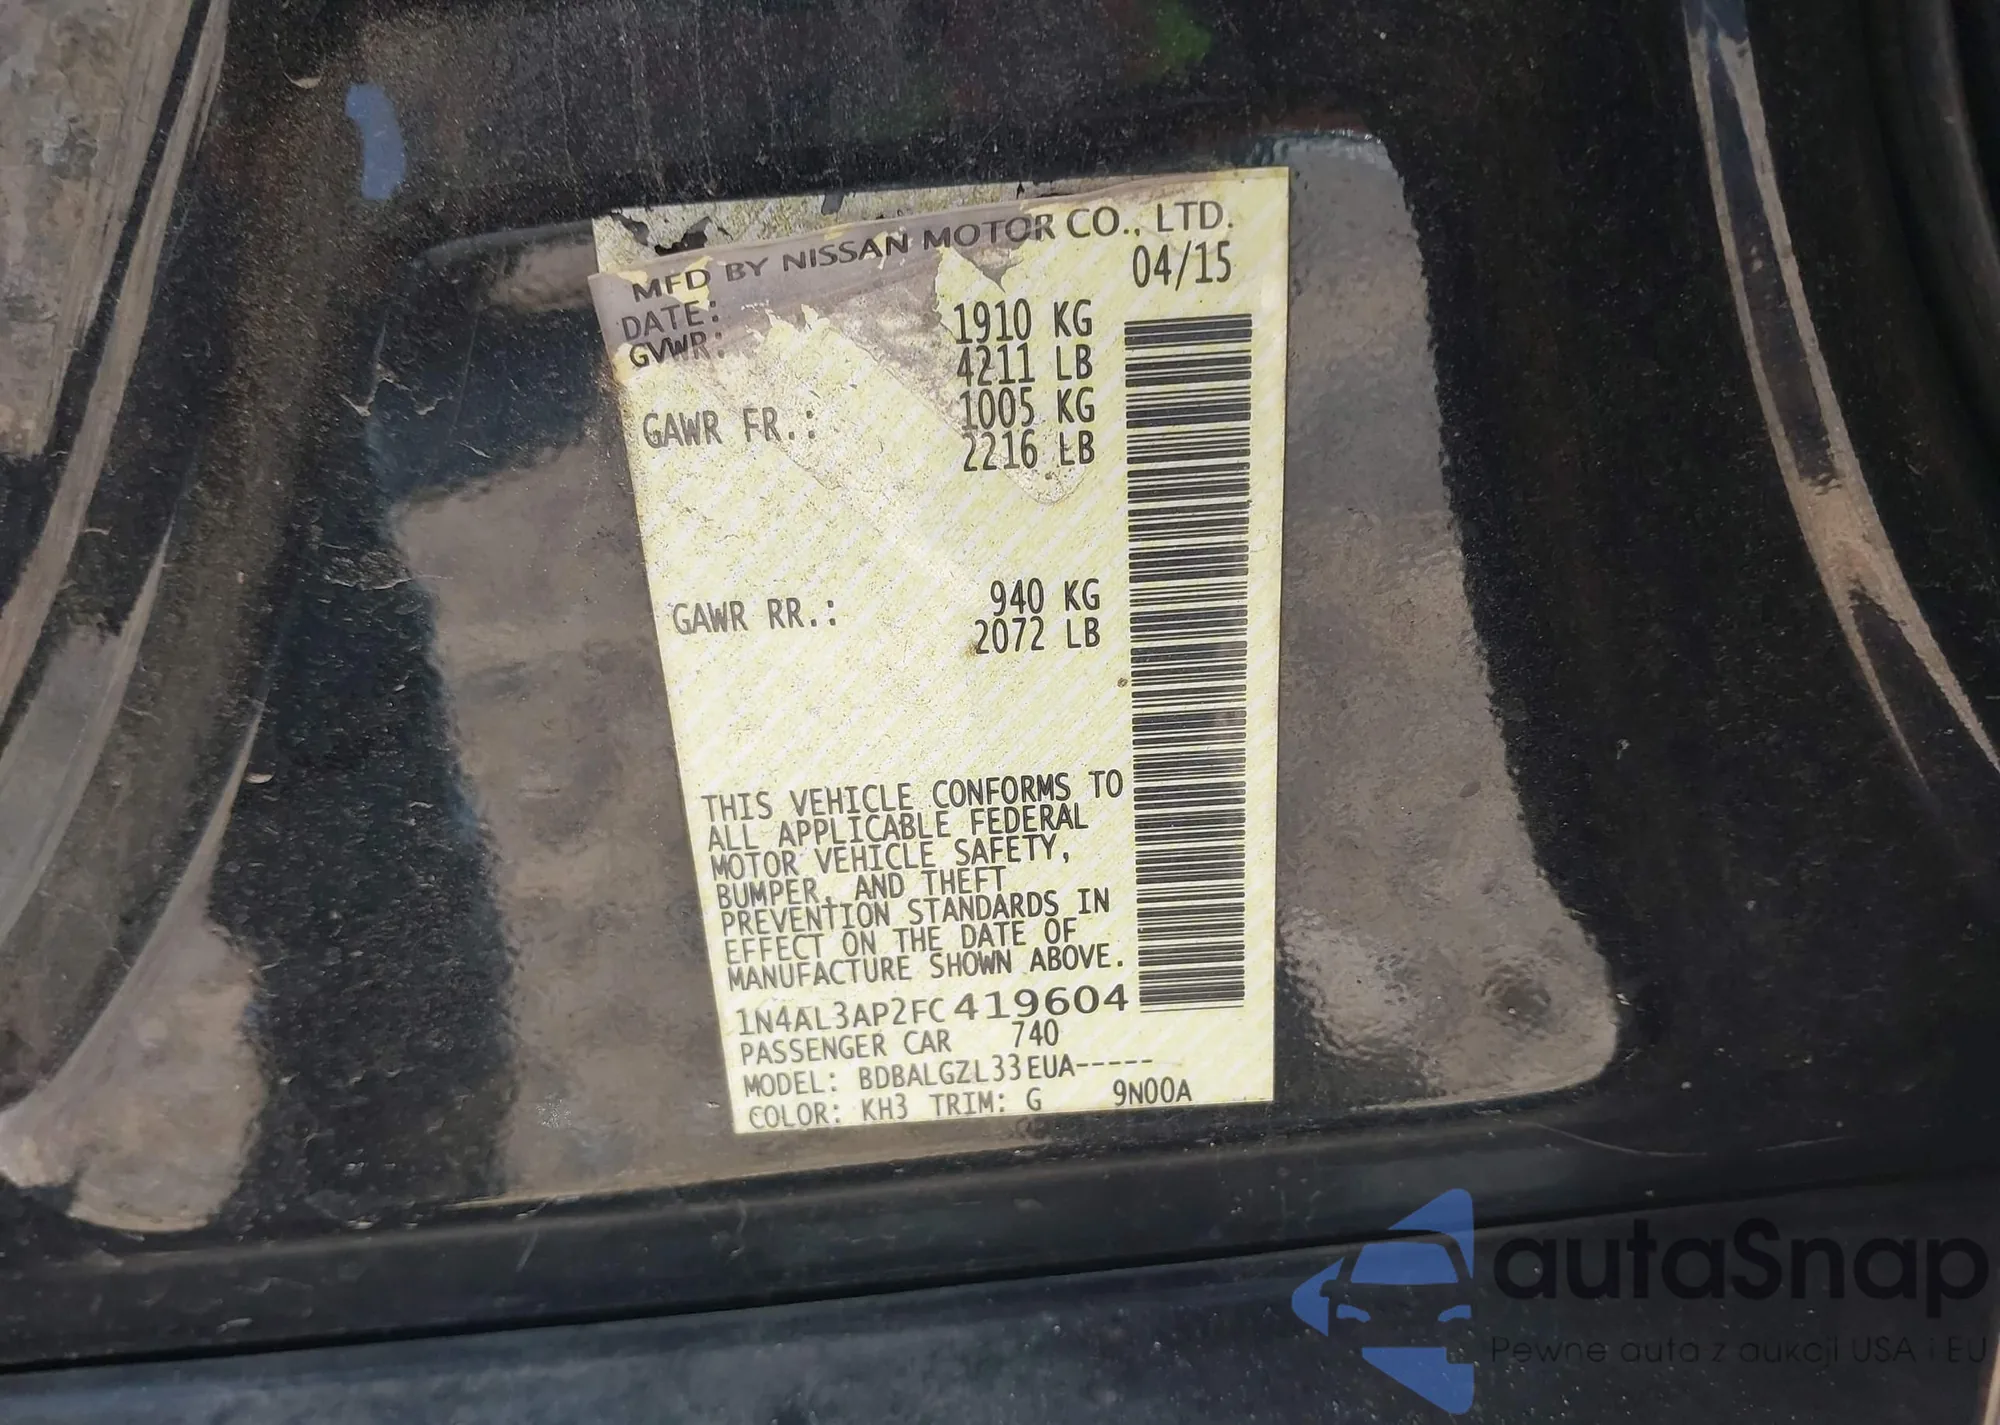 MFD BY NISSAN MOTOR CO., LTD.
DATE: 04/15
GVWR: 1910 KG
4211 LB
GAWR FR.: 1005 KG
2216 LB
GAWR RR.: 940 KG
2072 LB
THIS VEHICLE CONFORMS TO
ALL APPLICABLE FEDERAL
MOTOR VEHICLE SAFETY,
BUMPER, AND THEFT
PREVENTION STANDARDS IN
EFFECT ON THE DATE OF
MANUFACTURE SHOWN ABOVE.
1N4AL3AP2FC419604
PASSENGER CAR 740
MODEL: BDBALGZL33EUA-----
COLOR: KH3 TRIM: G 9N00A
autaSnap
Pewne auta z aukcji USA i EU